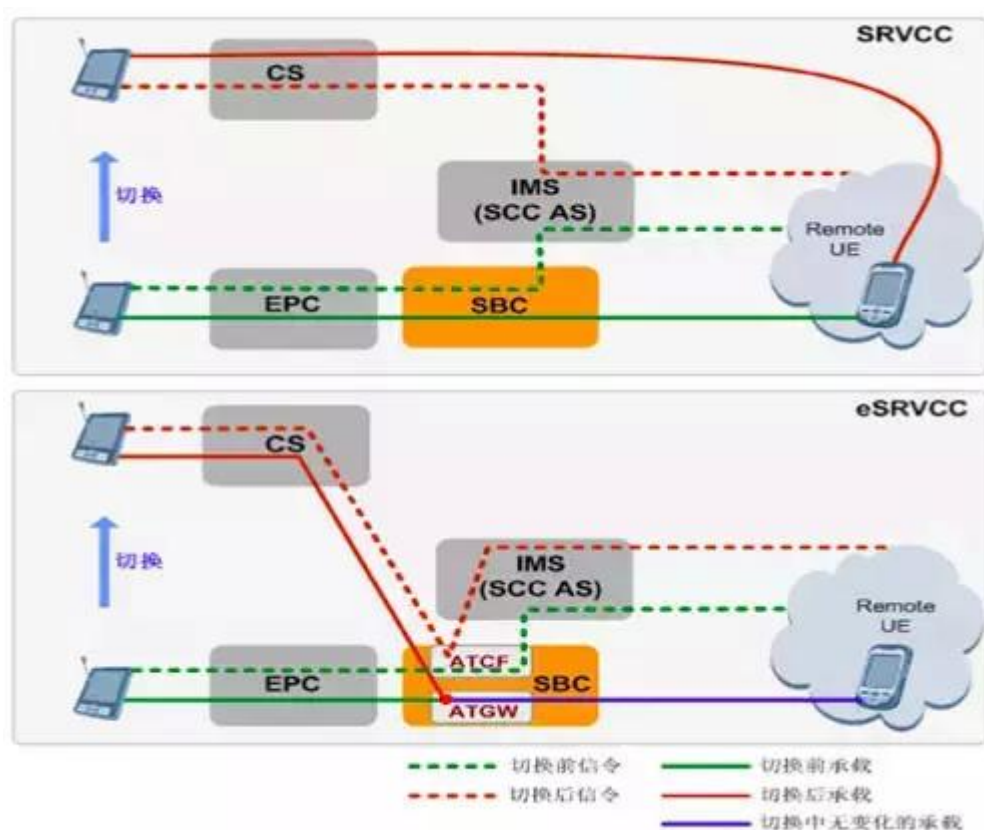 SRVCC
CS
切换
IMS
(SCC AS)
Remote
UE
EPC
SBC
eSRVCC
CS
切换
IMS
(SCC AS)
Remote
UE
ATCF
EPC
SBC
ATGW
切换前信令
切换前承载
切换后信令
切换后承载
切换中无变化的承载